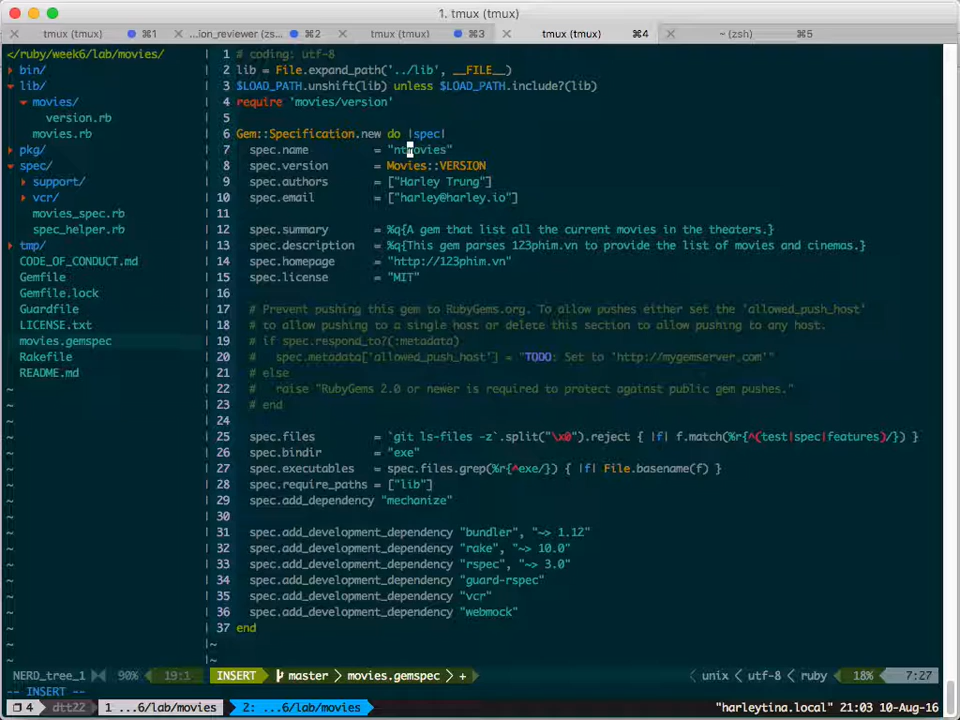 1. tmux (tmux)
tmux (tmux) ⌘1 ...ion_reviewer (zs... ⌘2 tmux (tmux) ⌘3 tmux (tmux) ⌘4 ~ (zsh) ⌘5
</ruby/week6/lab/movies/
bin/
lib/
movies/
version.rb
movies.rb
pkg/
spec/
support/
vcr/
movies_spec.rb
spec_helper.rb
tmp/
CODE_OF_CONDUCT.md
Gemfile
Gemfile.lock
Guardfile
LICENSE.txt
movies.gemspec
Rakefile
README.md
1 # coding: utf-8
2 lib = File.expand_path('../lib', __FILE__)
3 $LOAD_PATH.unshift(lib) unless $LOAD_PATH.include?(lib)
4 require 'movies/version'
5
6 Gem::Specification.new do |spec|
7 spec.name = "ntmovies"
8 spec.version = Movies::VERSION
9 spec.authors = ["Harley Trung"]
10 spec.email = ["harley@harley.io"]
11
12 spec.summary = %q{A gem that list all the current movies in the theaters.}
13 spec.description = %q{This gem parses 123phim.vn to provide the list of movies and cinemas.}
14 spec.homepage = "http://123phim.vn"
15 spec.license = "MIT"
16
17 # Prevent pushing this gem to RubyGems.org. To allow pushes either set the 'allowed_push_host'
18 # to allow pushing to a single host or delete this section to allow pushing to any host.
19 # if spec.respond_to?(:metadata)
20 # spec.metadata['allowed_push_host'] = "TODO: Set to 'http://mygemserver.com'"
21 # else
22 # raise "RubyGems 2.0 or newer is required to protect against public gem pushes."
23 # end
24
25 spec.files = `git ls-files -z`.split("\x0").reject { |f| f.match(%r{^(test|spec|features)/}) }
26 spec.bindir = "exe"
27 spec.executables = spec.files.grep(%r{^exe/}) { |f| File.basename(f) }
28 spec.require_paths = ["lib"]
29 spec.add_dependency "mechanize"
30
31 spec.add_development_dependency "bundler", "~> 1.12"
32 spec.add_development_dependency "rake", "~> 10.0"
33 spec.add_development_dependency "rspec", "~> 3.0"
34 spec.add_development_dependency "guard-rspec"
35 spec.add_development_dependency "vcr"
36 spec.add_development_dependency "webmock"
37 end
NERD_tree_1 90% 19:1 INSERT master movies.gemspec + unix utf-8 ruby 18% 7:27
-- INSERT --
4 dtt22 1 ...6/lab/movies 2: ...6/lab/movies "harleytina.local" 21:03 10-Aug-16